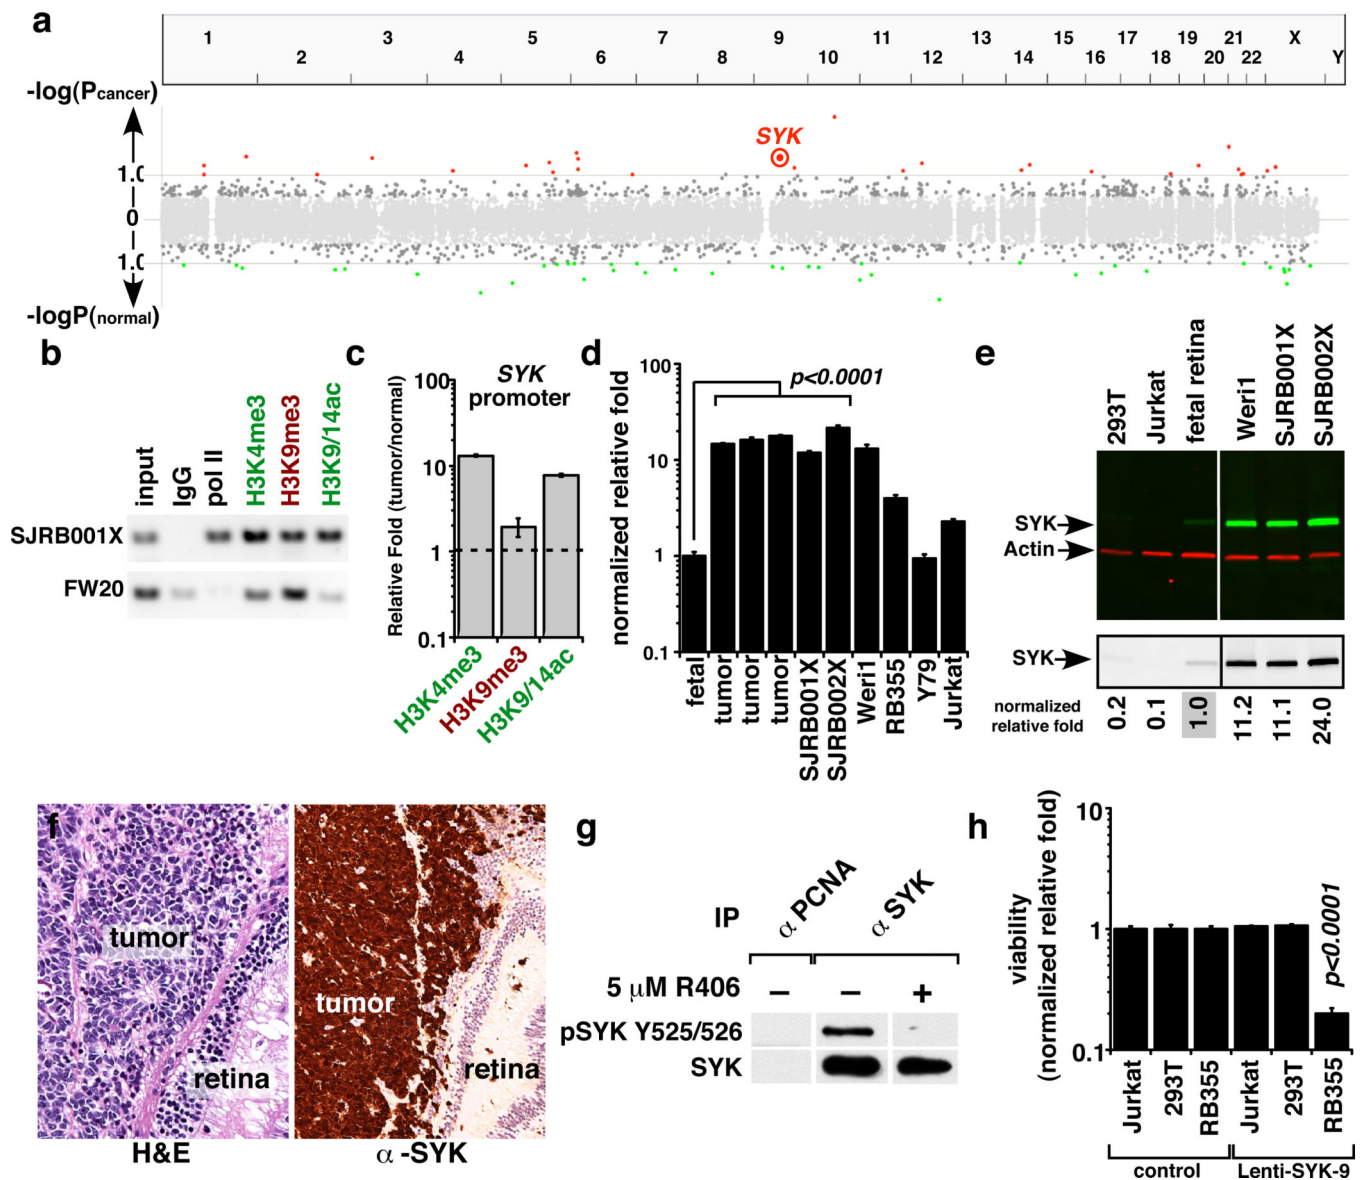 a
1 3 5 7 9 11 13 15 17 19 21 X
2 4 6 8 10 12 14 16 18 20 22 Y
-log(Pcancer)
SYK
1.0
0
1.0
-logP(normal)
b
input
IgG
pol II
H3K4me3
H3K9me3
H3K9/14ac
SJRB001X
FW20
c
SYK
promoter
Relative Fold (tumor/normal)
100
10
1
0.1
H3K4me3
H3K9me3
H3K9/14ac
d
p<0.0001
normalized relative fold
100
10
1
0.1
fetal
tumor
tumor
tumor
SJRB001X
SJRB002X
Weri1
RB355
Y79
Jurkat
e
293T
Jurkat
fetal retina
Weri1
SJRB001X
SJRB002X
SYK
Actin
SYK
normalized
relative fold
0.2
0.1
1.0
11.2
11.1
24.0
f
tumor
retina
H&E
tumor
retina
α -SYK
g
IP
α PCNA
α SYK
5 μM R406
– – +
pSYK Y525/526
SYK
h
viability
(normalized relative fold)
10
1
0.1
p<0.0001
Jurkat
293T
RB355
Jurkat
293T
RB355
control
Lenti-SYK-9